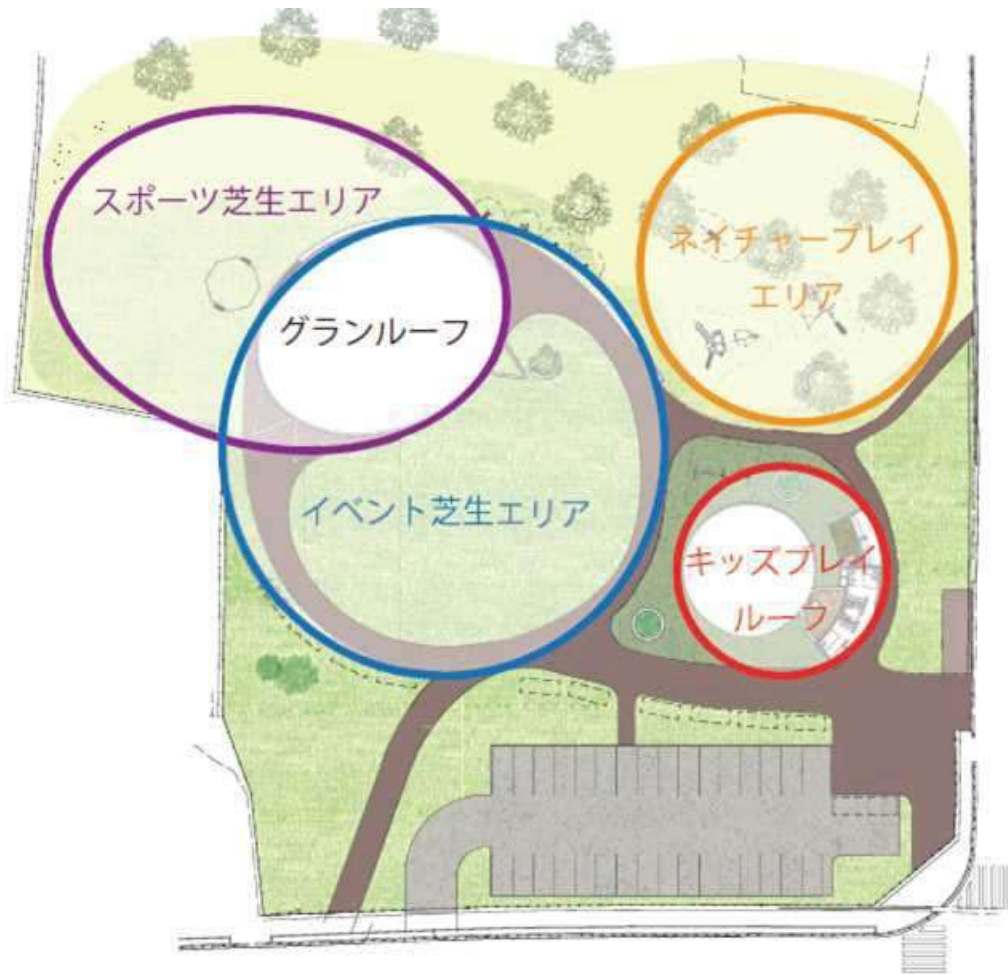 スポーツ芝生エリア
ネイチャープレイ
エリア
グランルーフ
イベント芝生エリア
キッズプレイ
ルーフ